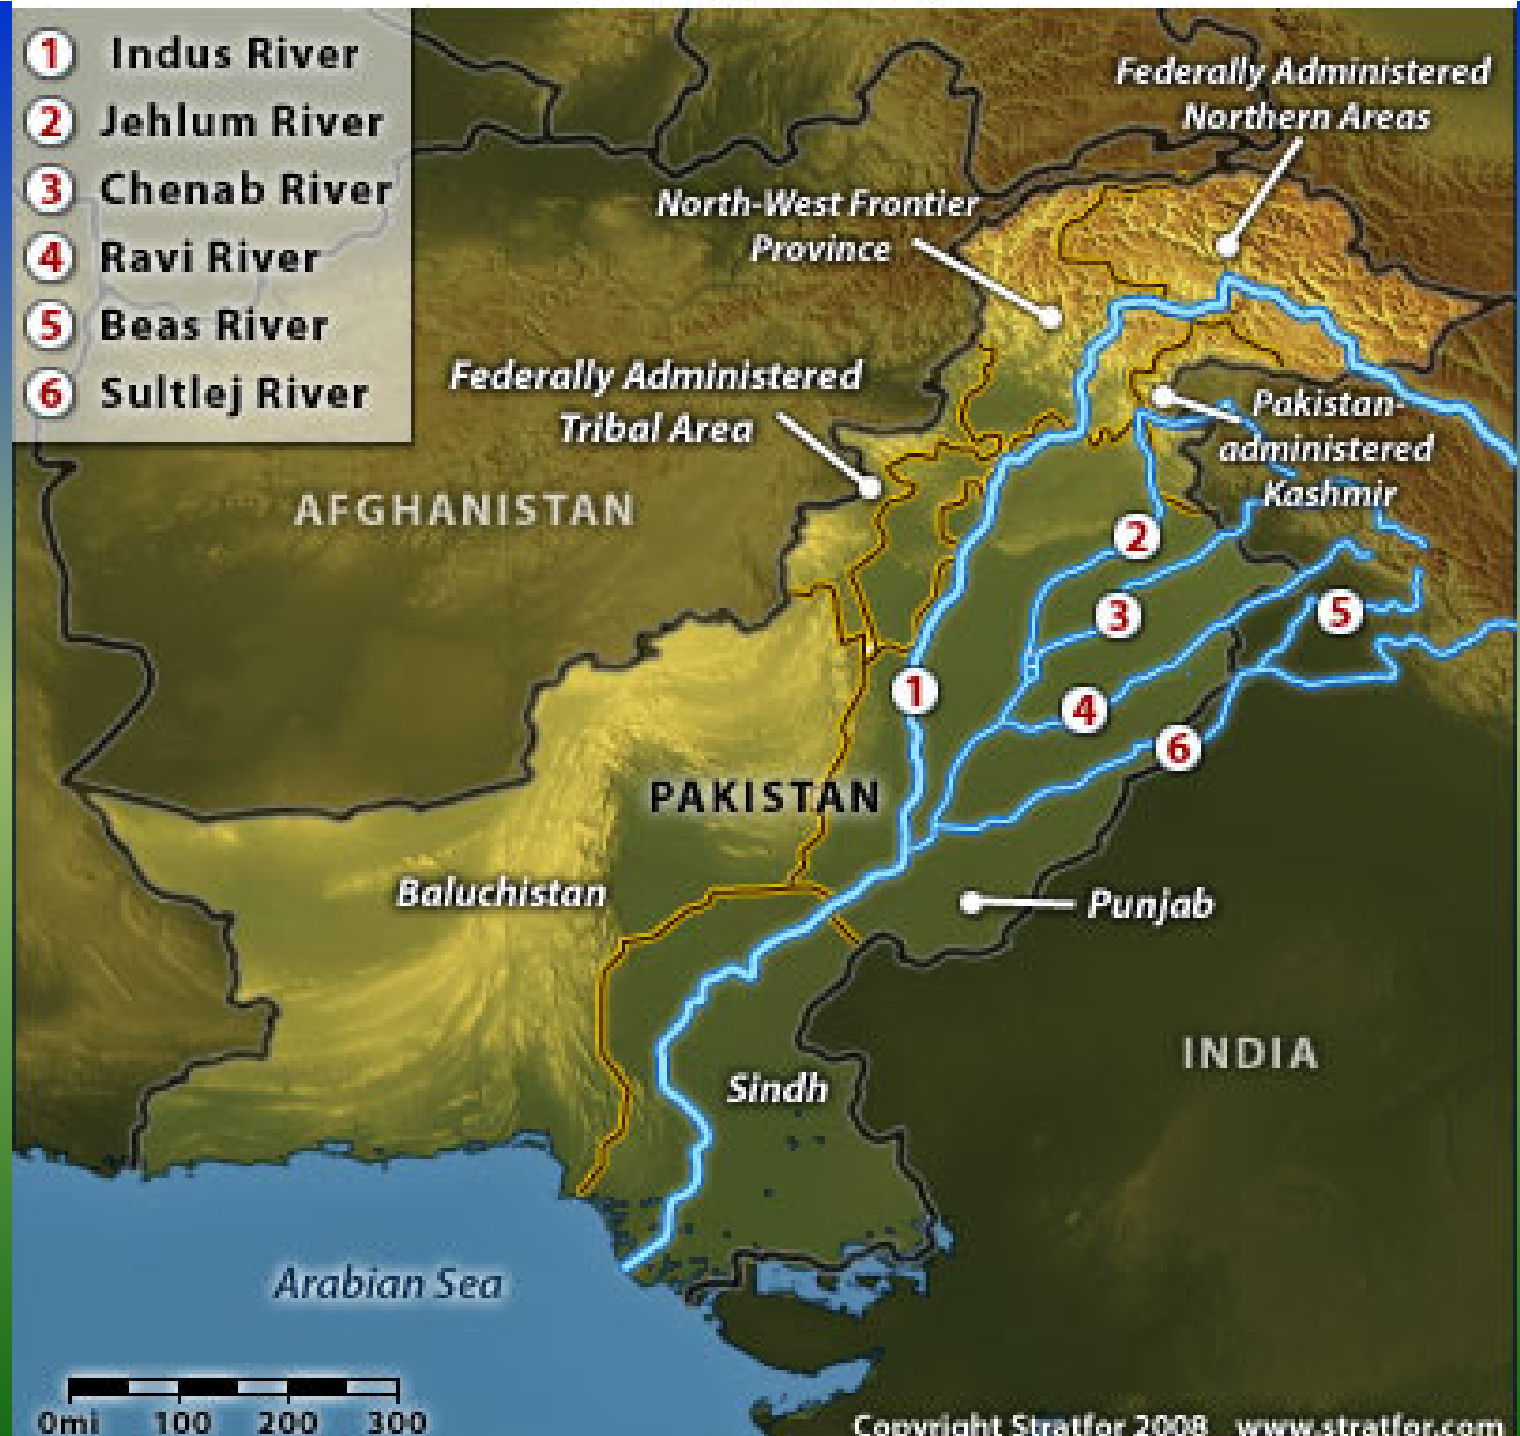 1 Indus River
2 Jehlum River
3 Chenab River
4 Ravi River
5 Beas River
6 Sultlej River
Federally Administered
Northern Areas
North-West Frontier
Province
Federally Administered
Tribal Area
Pakistan-
administered
Kashmir
AFGHANISTAN
2
3
5
1
4
6
PAKISTAN
Baluchistan
Punjab
INDIA
Sindh
Arabian Sea
0mi 100 200 300
Copyright Stratfor 2008 www.stratfor.com